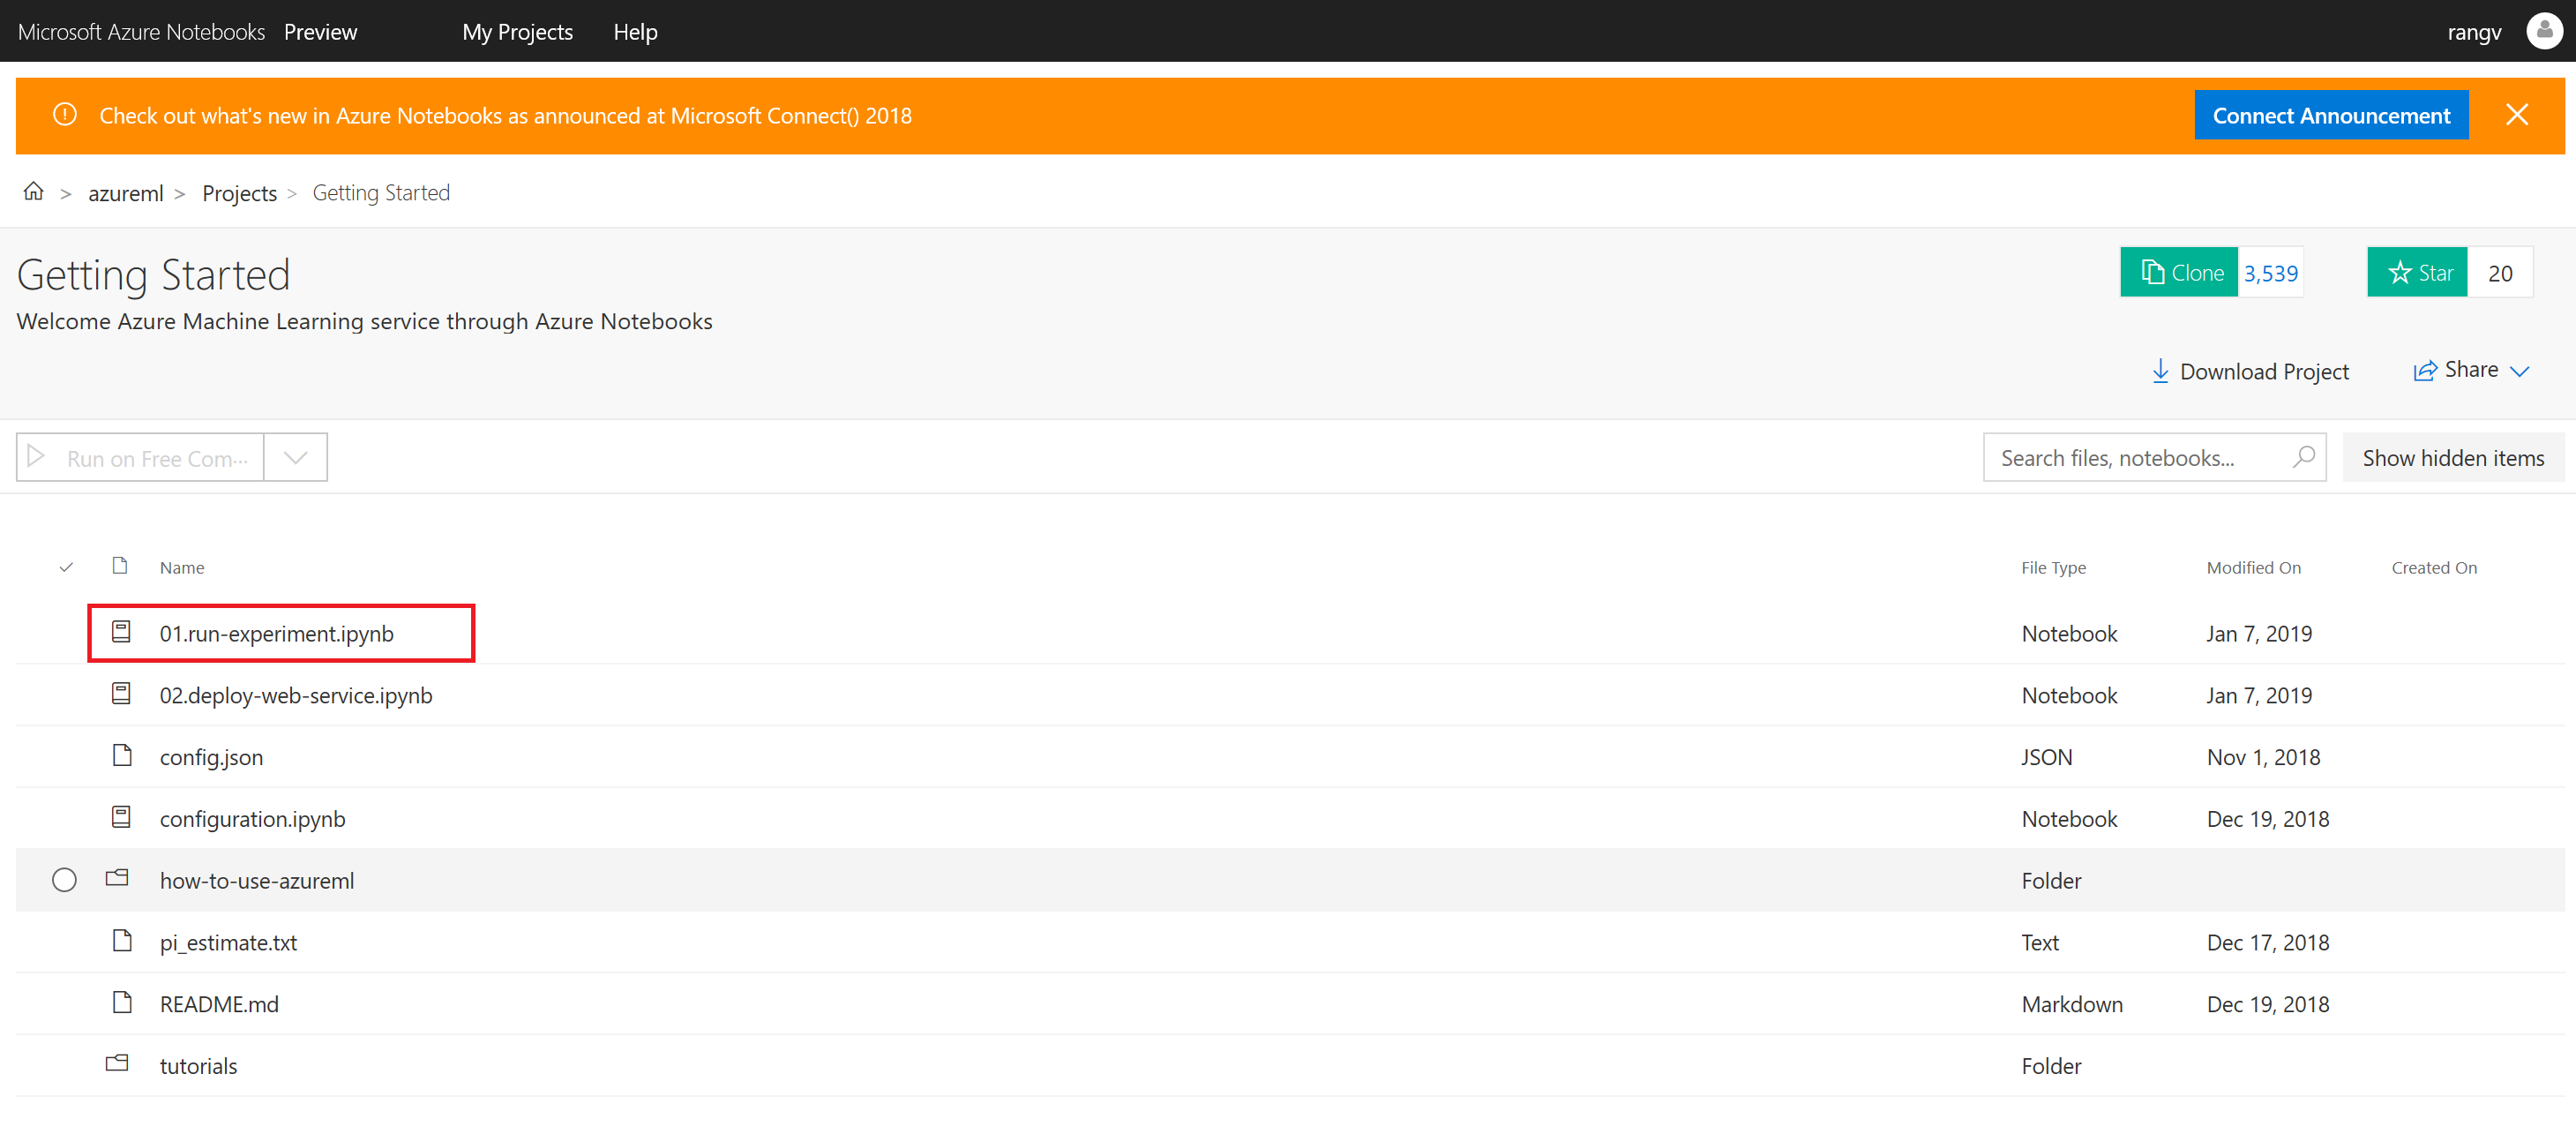 Microsoft Azure Notebooks Preview My Projects Help rangv
Check out what's new in Azure Notebooks as announced at Microsoft Connect() 2018 Connect Announcement
> azureml > Projects > Getting Started
Getting Started
Clone 3,539 Star 20
Welcome Azure Machine Learning service through Azure Notebooks
Download Project Share
Run on Free Com... Search files, notebooks... Show hidden items
Name File Type Modified On Created On
01.run-experiment.ipynb Notebook Jan 7, 2019
02.deploy-web-service.ipynb Notebook Jan 7, 2019
config.json JSON Nov 1, 2018
configuration.ipynb Notebook Dec 19, 2018
how-to-use-azureml Folder
pi_estimate.txt Text Dec 17, 2018
README.md Markdown Dec 19, 2018
tutorials Folder